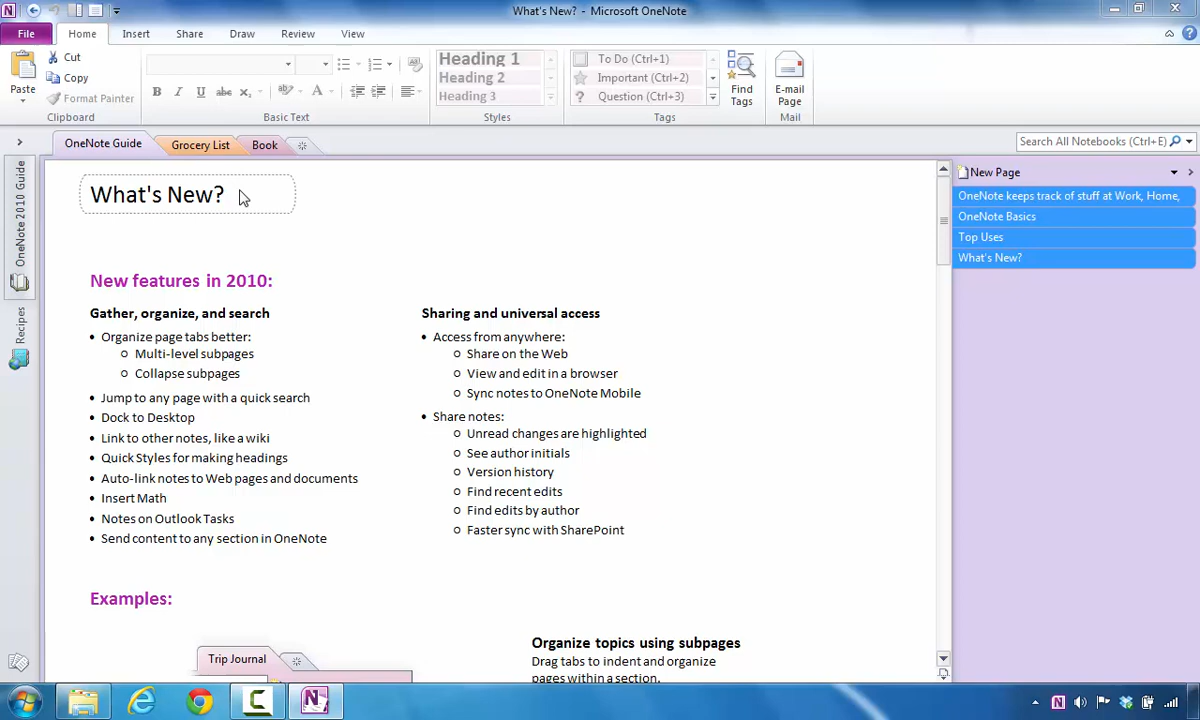 What's New? - Microsoft OneNote
File Home Insert Share Draw Review View
Paste
Cut
Copy
Format Painter
Clipboard
B I U abc X₂ ab A
Basic Text
Heading 1
Heading 2
Heading 3
Styles
To Do (Ctrl+1)
Important (Ctrl+2)
Question (Ctrl+3)
Tags
Find
Tags
E-mail
Page
Mail
OneNote Guide Grocery List Book
Search All Notebooks (Ctrl+E)
OneNote 2010 Guide
Recipes
What's New?
New features in 2010:
Gather, organize, and search
• Organize page tabs better:
o Multi-level subpages
o Collapse subpages
• Jump to any page with a quick search
• Dock to Desktop
• Link to other notes, like a wiki
• Quick Styles for making headings
• Auto-link notes to Web pages and documents
• Insert Math
• Notes on Outlook Tasks
• Send content to any section in OneNote
Sharing and universal access
• Access from anywhere:
o Share on the Web
o View and edit in a browser
o Sync notes to OneNote Mobile
• Share notes:
o Unread changes are highlighted
o See author initials
o Version history
o Find recent edits
o Find edits by author
o Faster sync with SharePoint
Examples:
Trip Journal
Organize topics using subpages
Drag tabs to indent and organize
pages within a section.
New Page
OneNote keeps track of stuff at Work, Home,
OneNote Basics
Top Uses
What's New?